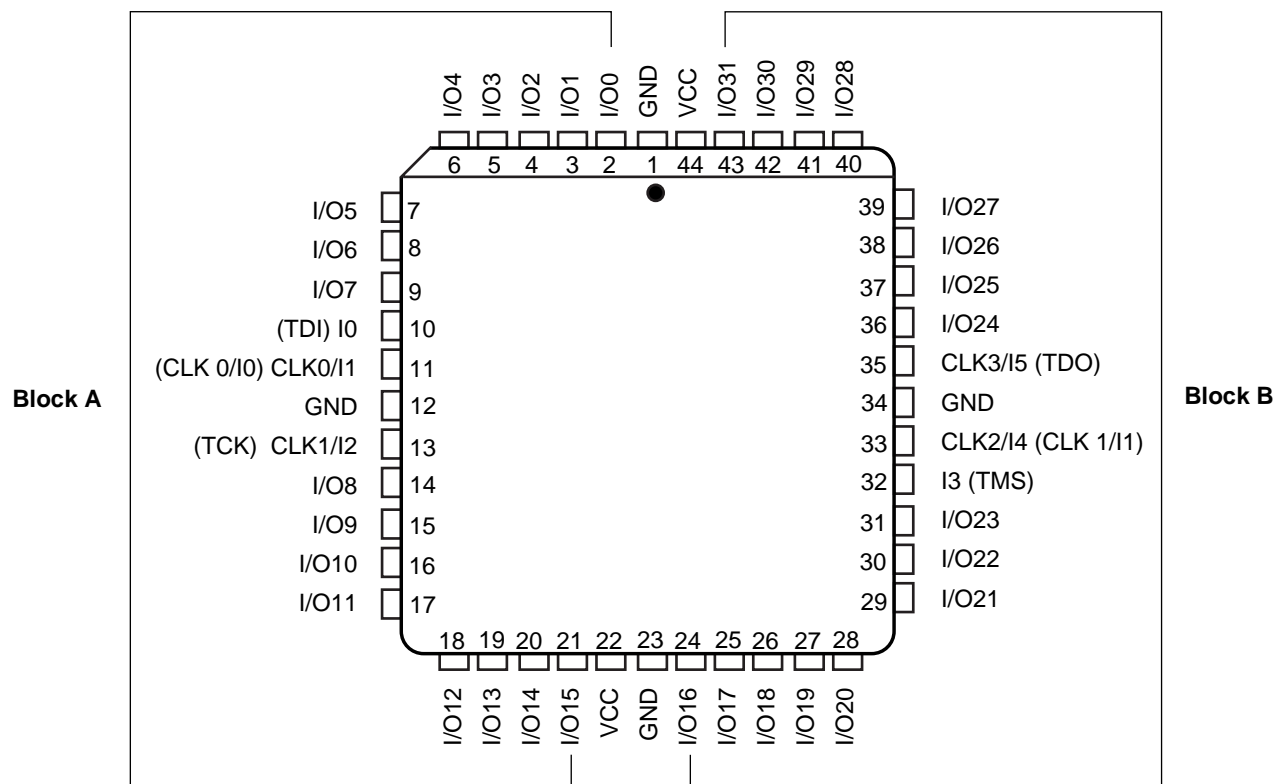 I/O4 I/O3 I/O2 I/O1 I/O0 GND VCC I/O31 I/O30 I/O29 I/O28
6 5 4 3 2 1 44 43 42 41 40
I/O5 7 39 I/O27
I/O6 8 38 I/O26
I/O7 9 37 I/O25
(TDI) I0 10 36 I/O24
(CLK 0/I0) CLK0/I1 11 35 CLK3/I5 (TDO)
Block A GND 12 34 GND Block B
(TCK) CLK1/I2 13 33 CLK2/I4 (CLK 1/I1)
I/O8 14 32 I3 (TMS)
I/O9 15 31 I/O23
I/O10 16 30 I/O22
I/O11 17 29 I/O21
18 19 20 21 22 23 24 25 26 27 28
I/O12 I/O13 I/O14 I/O15 VCC GND I/O16 I/O17 I/O18 I/O19 I/O20